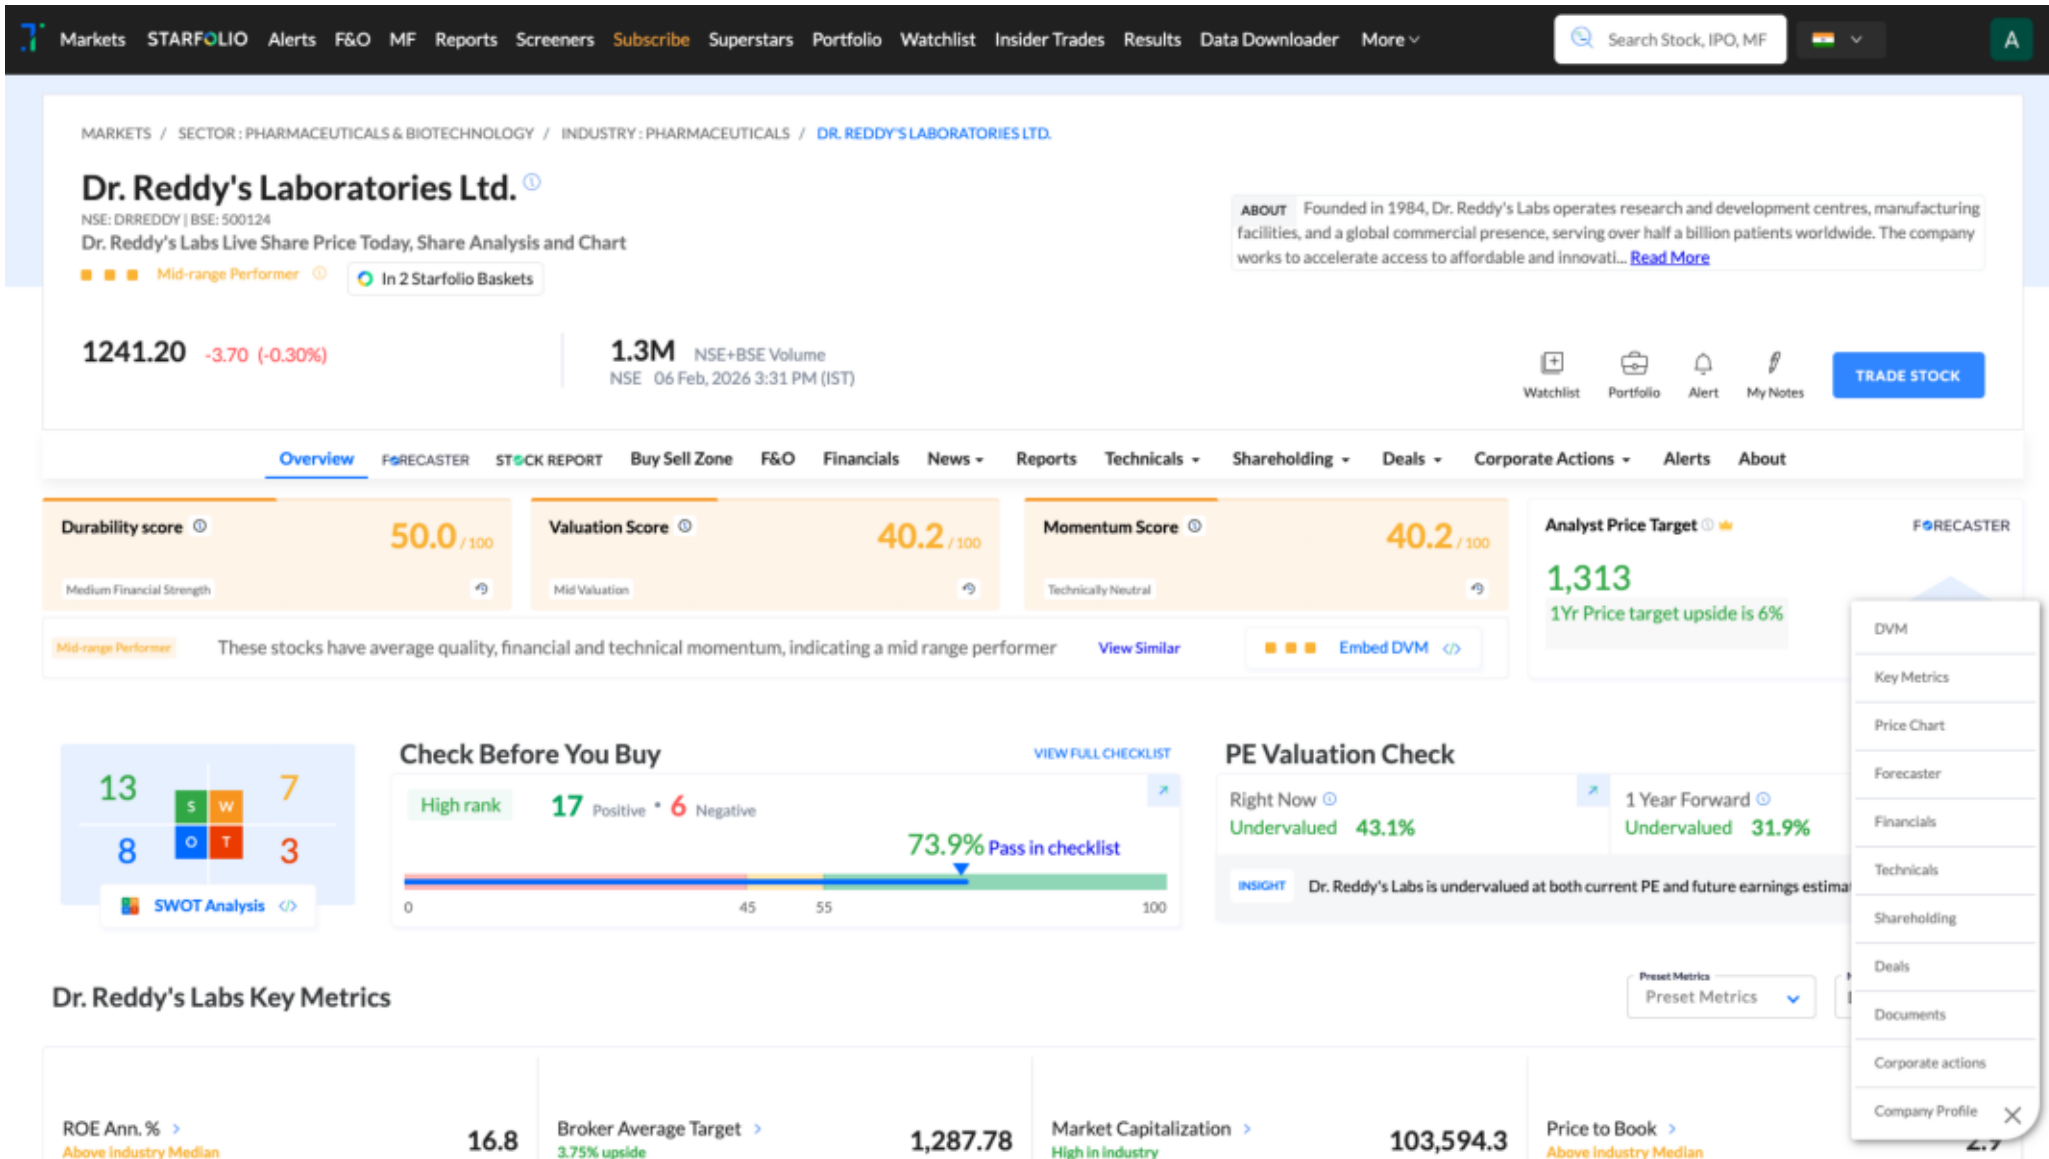 Markets STARFOLIO Alerts F&O MF Reports Screeners Subscribe Superstars Portfolio Watchlist Insider Trades Results Data Downloader More Search Stock, IPO, MF A
MARKETS / SECTOR : PHARMACEUTICALS & BIOTECHNOLOGY / INDUSTRY : PHARMACEUTICALS / DR. REDDY'S LABORATORIES LTD.
Dr. Reddy's Laboratories Ltd.
NSE: DRREDDY | BSE: 500124
Dr. Reddy's Labs Live Share Price Today, Share Analysis and Chart
Mid-range Performer In 2 Starfolio Baskets
ABOUT Founded in 1984, Dr. Reddy's Labs operates research and development centres, manufacturing
facilities, and a global commercial presence, serving over half a billion patients worldwide. The company
works to accelerate access to affordable and innovati... Read More
1241.20 -3.70 (-0.30%)
1.3M NSE+BSE Volume
NSE 06 Feb, 2026 3:31 PM (IST)
Watchlist Portfolio Alert My Notes TRADE STOCK
Overview FORECASTER STOCK REPORT Buy Sell Zone F&O Financials News Reports Technicals Shareholding Deals Corporate Actions Alerts About
Durability score 50.0 / 100
Medium Financial Strength
Valuation Score 40.2 / 100
Mid Valuation
Momentum Score 40.2 / 100
Technically Neutral
Analyst Price Target FORECASTER
1,313
1Yr Price target upside is 6%
Mid-range Performer These stocks have average quality, financial and technical momentum, indicating a mid range performer View Similar Embed DVM </>
13 7
S W
O T
8 3
SWOT Analysis </>
Check Before You Buy VIEW FULL CHECKLIST
High rank 17 Positive • 6 Negative
73.9% Pass in checklist
0 45 55 100
PE Valuation Check
Right Now
Undervalued 43.1%
1 Year Forward
Undervalued 31.9%
INSIGHT Dr. Reddy's Labs is undervalued at both current PE and future earnings estima
Dr. Reddy's Labs Key Metrics
Preset Metrics
Preset Metrics
ROE Ann. % 16.8
Above industry Median
Broker Average Target 1,287.78
3.75% upside
Market Capitalization 103,594.3
High in industry
Price to Book 2.9
Above industry Median
DVM
Key Metrics
Price Chart
Forecaster
Financials
Technicals
Shareholding
Deals
Documents
Corporate actions
Company Profile